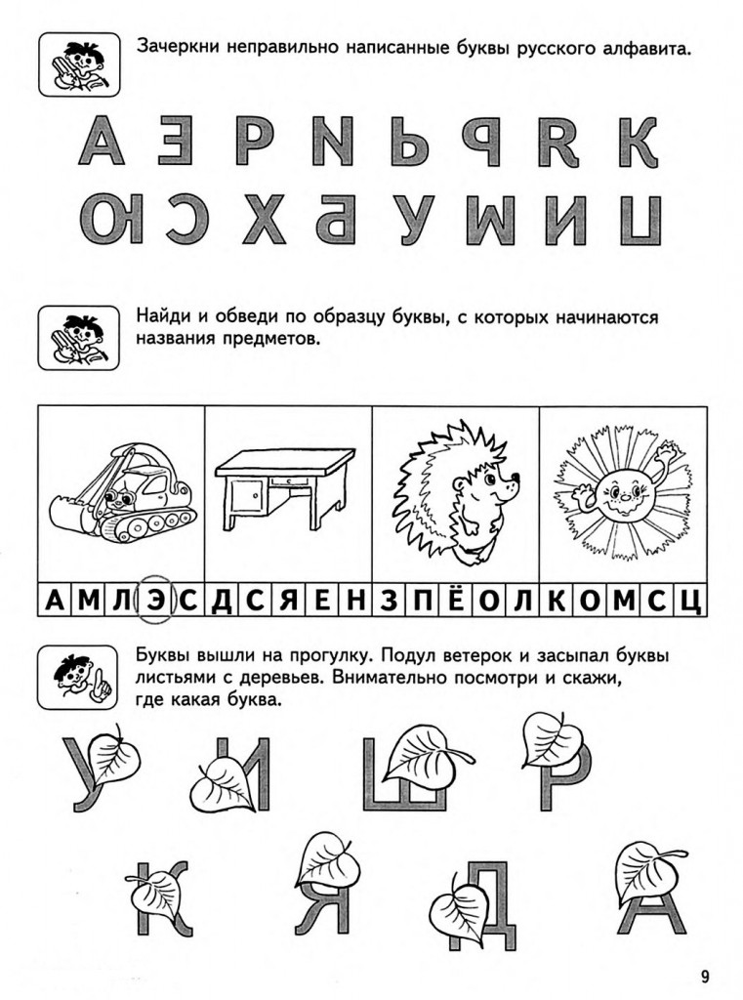 Зачеркни неправильно написанные буквы русского алфавита.
А Ǝ Р N Ь ꟼ R К
Ꙕ Ɔ Х Б У W И Ц
Найди и обведи по образцу буквы, с которых начинаются
названия предметов.
А М Л Э С Д С Я Е Н З П Ё О Л К О М С Ц
Буквы вышли на прогулку. Подул ветерок и засыпал буквы
листьями с деревьев. Внимательно посмотри и скажи,
где какая буква.
У И Ш Р
К Я Д А
9